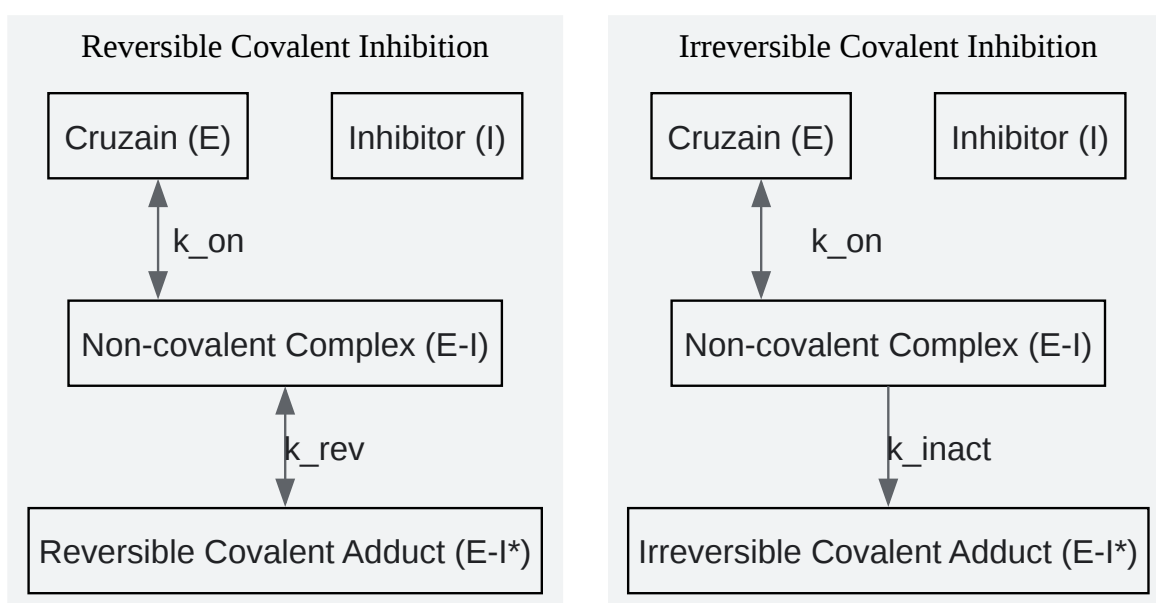 Reversible Covalent Inhibition
Cruzain (E)
Inhibitor (I)
k_on
Non-covalent Complex (E-I)
k_rev
Reversible Covalent Adduct (E-I*)
Irreversible Covalent Inhibition
Cruzain (E)
Inhibitor (I)
k_on
Non-covalent Complex (E-I)
k_inact
Irreversible Covalent Adduct (E-I*)